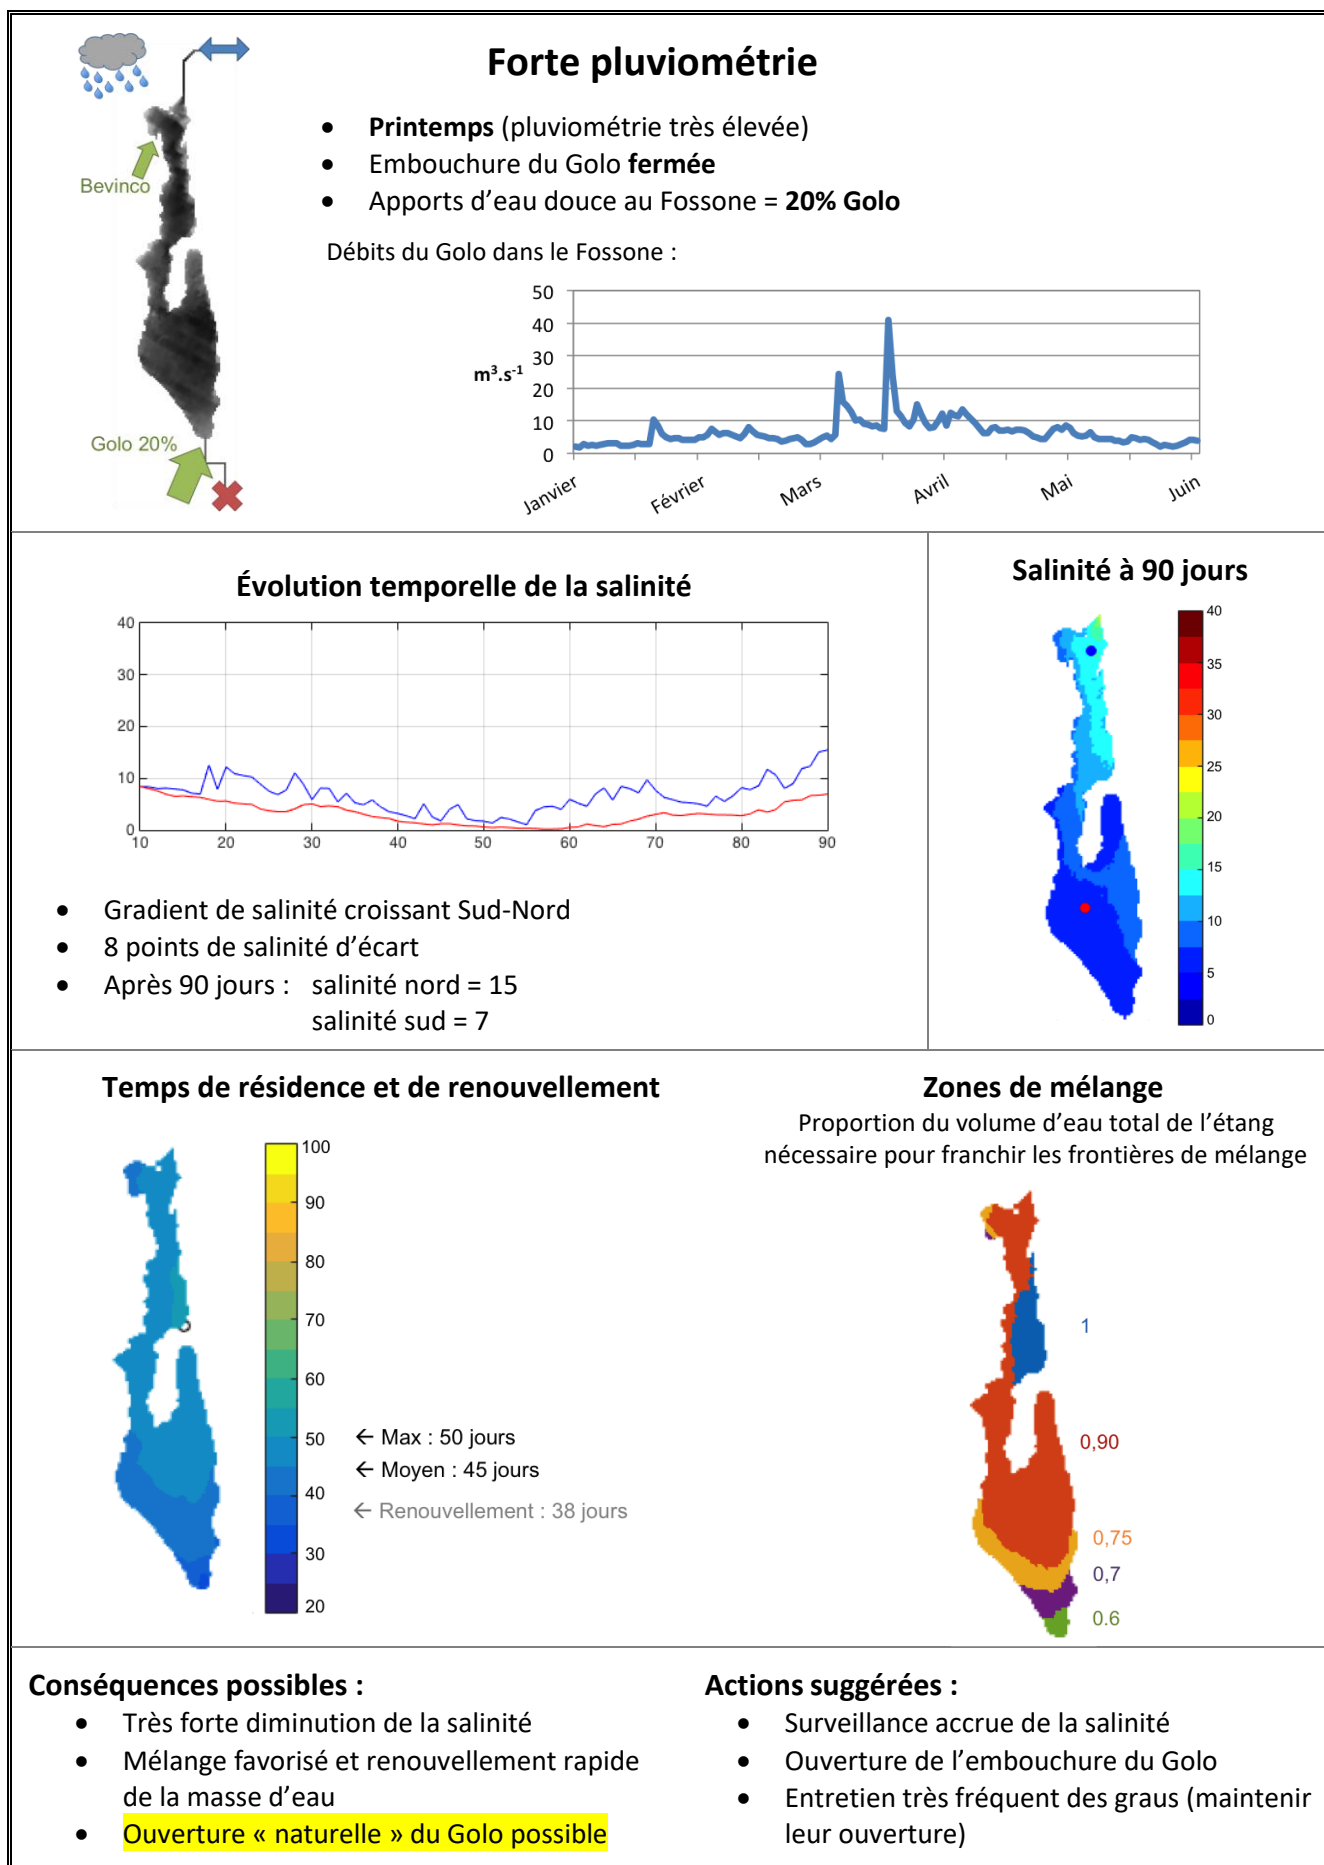 Forte pluviométrie
• Printemps (pluviométrie très élevée)
• Embouchure du Golo fermée
• Apports d'eau douce au Fossone = 20% Golo
Bevinco
Golo 20%
Débits du Golo dans le Fossone :
m³.s⁻¹
50
40
30
20
10
0
Janvier
Février
Mars
Avril
Mai
Juin
Évolution temporelle de la salinité
40
30
20
10
0
10 20 30 40 50 60 70 80 90
• Gradient de salinité croissant Sud-Nord
• 8 points de salinité d'écart
• Après 90 jours : salinité nord = 15
salinité sud = 7
Salinité à 90 jours
40
35
30
25
20
15
10
5
0
Temps de résidence et de renouvellement
100
90
80
70
60
50
40
30
20
← Max : 50 jours
← Moyen : 45 jours
← Renouvellement : 38 jours
Zones de mélange
Proportion du volume d'eau total de l'étang
nécessaire pour franchir les frontières de mélange
1
0,90
0,75
0,7
0.6
Conséquences possibles :
• Très forte diminution de la salinité
• Mélange favorisé et renouvellement rapide
de la masse d'eau
• Ouverture « naturelle » du Golo possible
Actions suggérées :
• Surveillance accrue de la salinité
• Ouverture de l'embouchure du Golo
• Entretien très fréquent des graus (maintenir
leur ouverture)